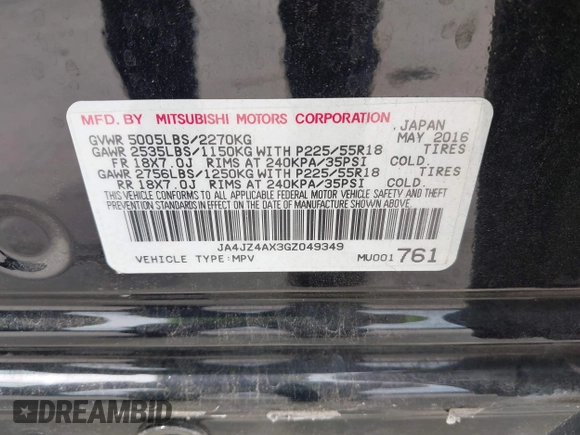 MFD. BY MITSUBISHI MOTORS CORPORATION JAPAN
GVWR 5005LBS/2270KG MAY 2016
GAWR 2535LBS/1150KG WITH P225/55R18 TIRES
FR 18X7.0J RIMS AT 240KPA/35PSI COLD.
GAWR 2756LBS/1250KG WITH P225/55R18 TIRES
RR 18X7.0J RIMS AT 240KPA/35PSI COLD.
THIS VEHICLE CONFORMS TO ALL APPLICABLE FEDERAL MOTOR VEHICLE SAFETY AND THEFT
PREVENTION STANDARDS IN EFFECT ON THE DATE OF MANUFACTURE SHOWN ABOVE.
JA4JZ4AX3GZ049349
VEHICLE TYPE:MPV MU001761
DREAMBID